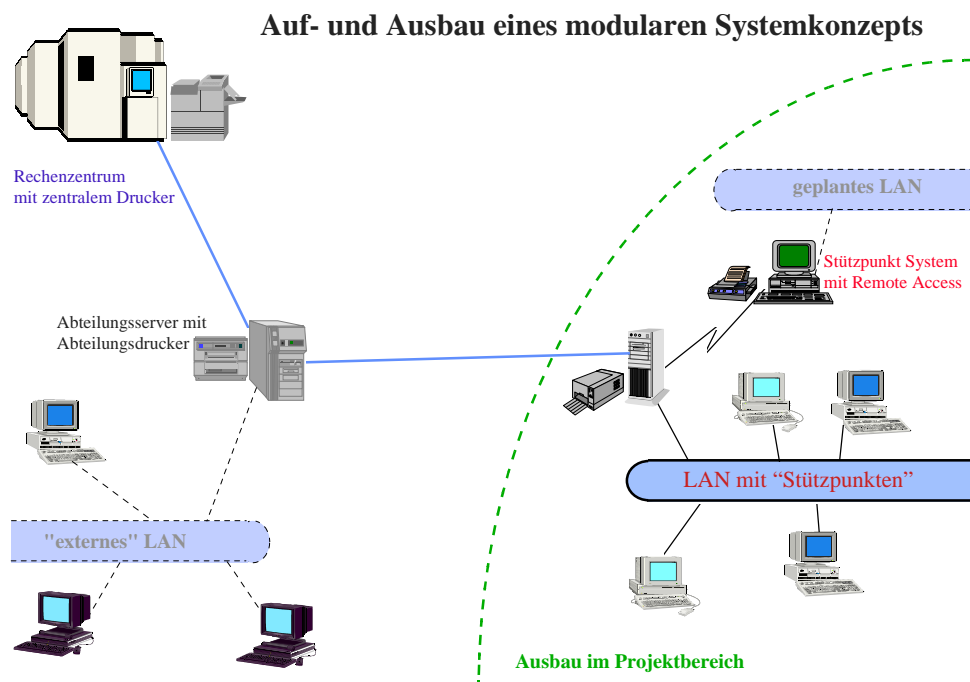 Auf- und Ausbau eines modularen Systemkonzepts
Rechenzentrum
mit zentralem Drucker
geplantes LAN
Stützpunkt System
mit Remote Access
Abteilungsserver mit
Abteilungsdrucker
LAN mit “Stützpunkten”
"externes" LAN
Ausbau im Projektbereich